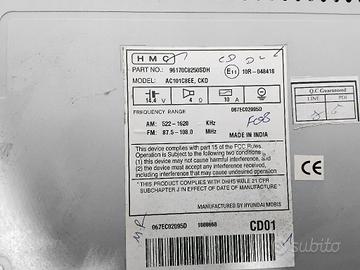 HMC
PART NO.: 96170C8250SDH
MODEL: AC101C8EE, CKD
E11 10R-048418
14.4 V 4 Ω 10 A
FREQUENCY RANGE
067EC02095D
AM: 522-1620 KHz
FM: 87.5-108.0 MHz
MADE IN INDIA
This device complies with part 15 of the FCC Rules.
Operation is Subject to the following two conditions:
(1) this device may not cause harmful interference, and
(2) this device must accept any interference received,
including interference that may cause undesired operation
" THIS PRODUCT COMPLIES WITH DHHS RULE 21 CFR
SUBCHAPTER J IN EFFECT OF DATE OF MANUFACTURE "
MANUFACTURED BY HYUNDAI MOBIS
067EC02095D
CD01
Q.C Guaranteed
LINE PDI
CE
subito